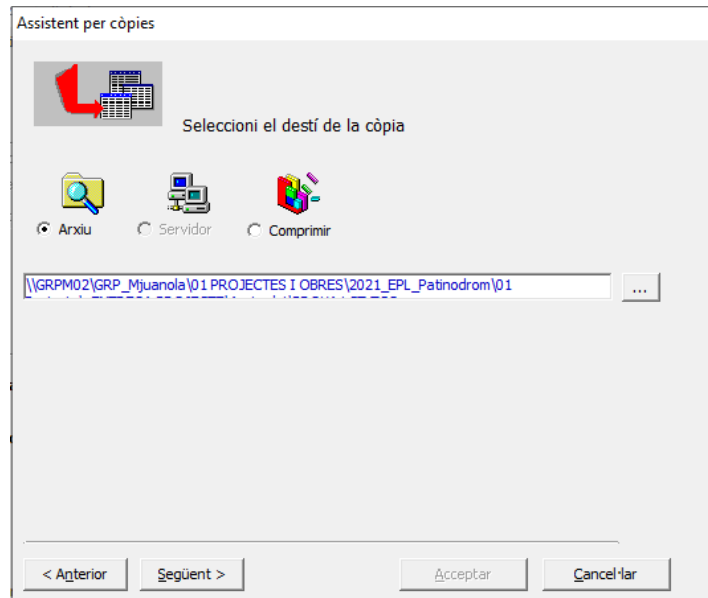 Assistent per còpies
Seleccioni el destí de la còpia
Arxiu Servidor Comprimir
\\GRPM02\GRP_Mjuanola\01 PROJECTES I OBRES\2021_EPL_Patinodrom\01
...
< Anterior Següent > Acceptar Cancel·lar